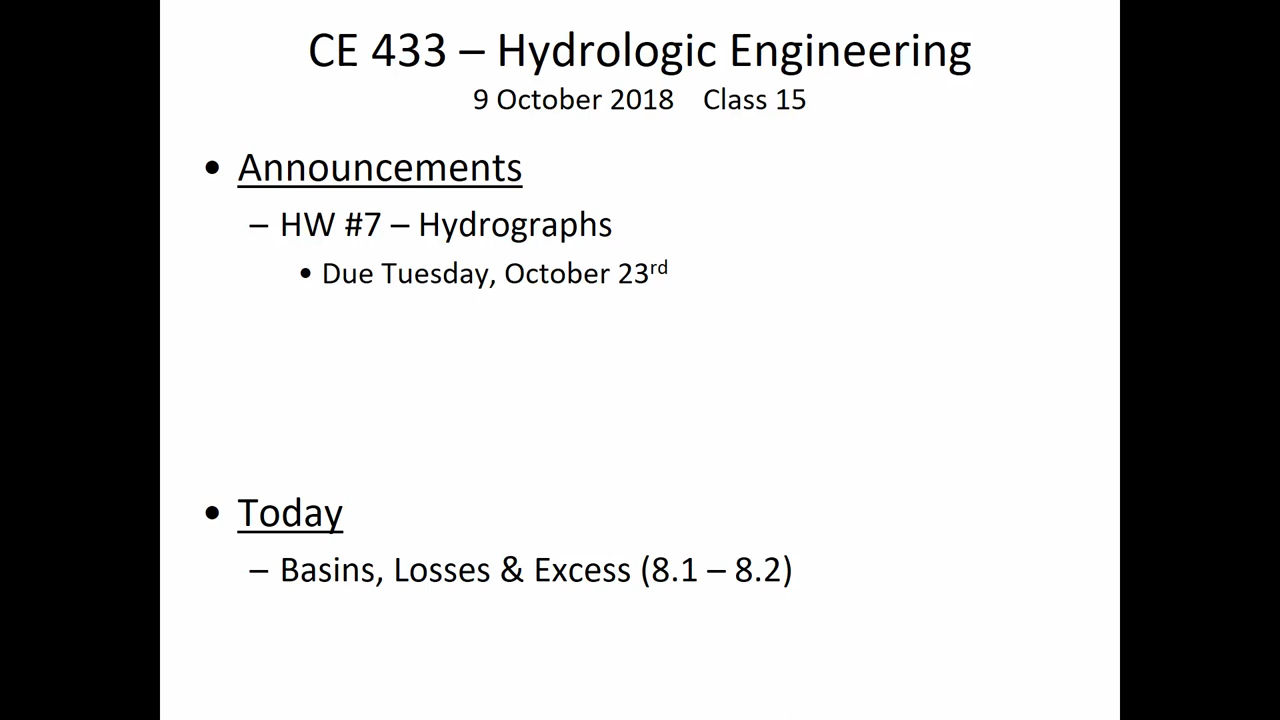 CE 433 – Hydrologic Engineering
9 October 2018 Class 15
• Announcements
– HW #7 – Hydrographs
• Due Tuesday, October 23rd
• Today
– Basins, Losses & Excess (8.1 – 8.2)